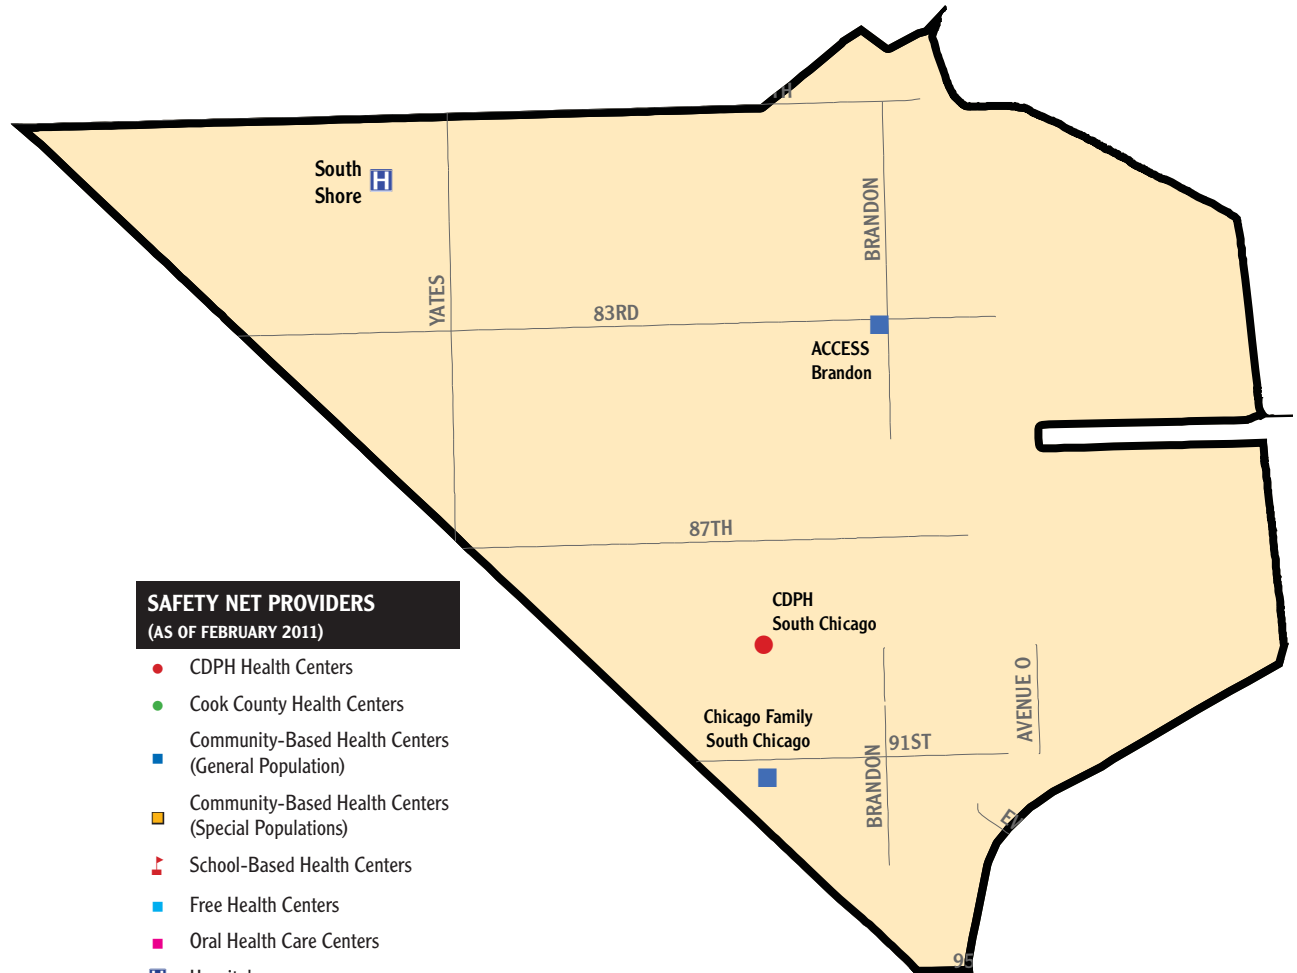 South
Shore
H
BRANDON
YATES
83RD
ACCESS
Brandon
87TH
CDPH
South Chicago
AVENUE O
Chicago Family
South Chicago
91ST
BRANDON
SAFETY NET PROVIDERS
(AS OF FEBRUARY 2011)
CDPH Health Centers
Cook County Health Centers
Community-Based Health Centers
(General Population)
Community-Based Health Centers
(Special Populations)
School-Based Health Centers
Free Health Centers
Oral Health Care Centers
95